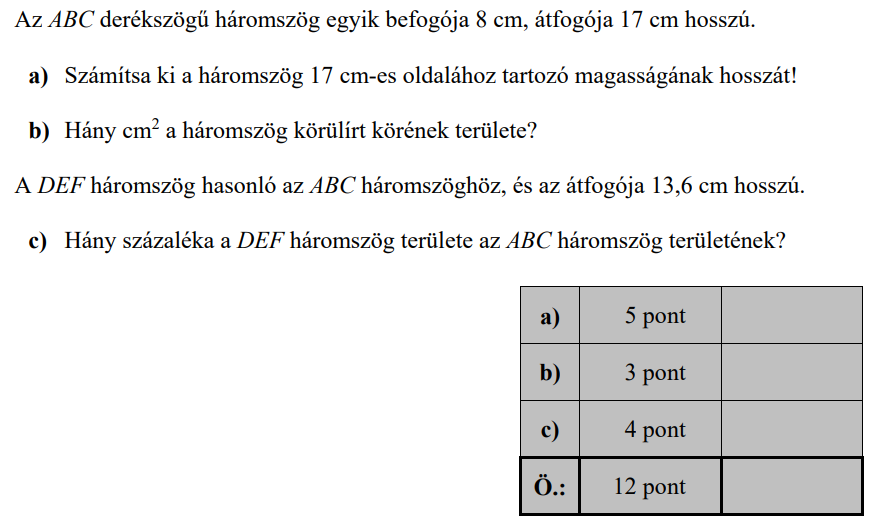 Az ABC derékszögű háromszög egyik befogója 8 cm, átfogója 17 cm hosszú.
a) Számítsa ki a háromszög 17 cm-es oldalához tartozó magasságának hosszát!
b) Hány cm² a háromszög körülírt körének területe?
A DEF háromszög hasonló az ABC háromszöghöz, és az átfogója 13,6 cm hosszú.
c) Hány százaléka a DEF háromszög területe az ABC háromszög területének?
a) 5 pont
b) 3 pont
c) 4 pont
Ö.: 12 pont